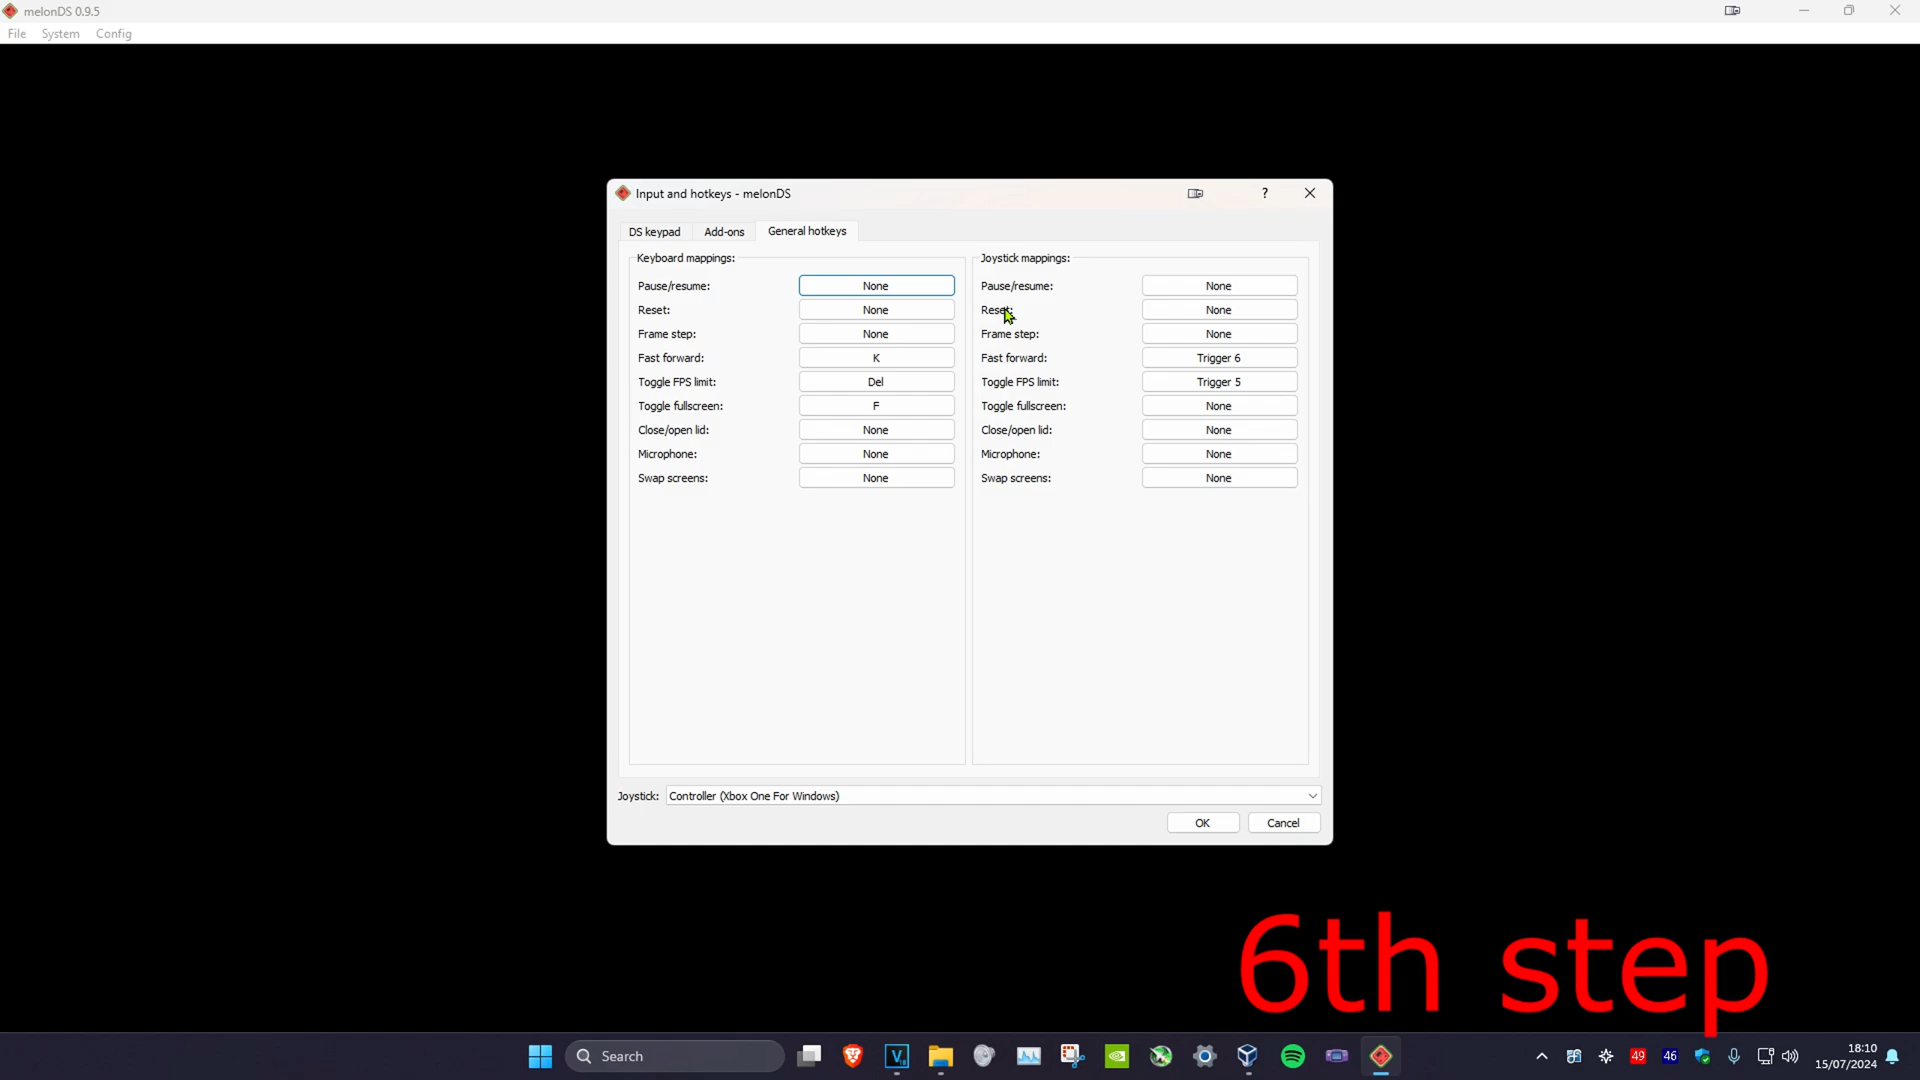 melonDS 0.9.5
File System Config
Input and hotkeys - melonDS
?
DS keypad Add-ons General hotkeys
Keyboard mappings:
Pause/resume: None
Reset: None
Frame step: None
Fast forward: K
Toggle FPS limit: Del
Toggle fullscreen: F
Close/open lid: None
Microphone: None
Swap screens: None
Joystick mappings:
Pause/resume: None
Reset: None
Frame step: None
Fast forward: Trigger 6
Toggle FPS limit: Trigger 5
Toggle fullscreen: None
Close/open lid: None
Microphone: None
Swap screens: None
Joystick: Controller (Xbox One For Windows)
OK Cancel
6th step
Search
49 46
18:10
15/07/2024